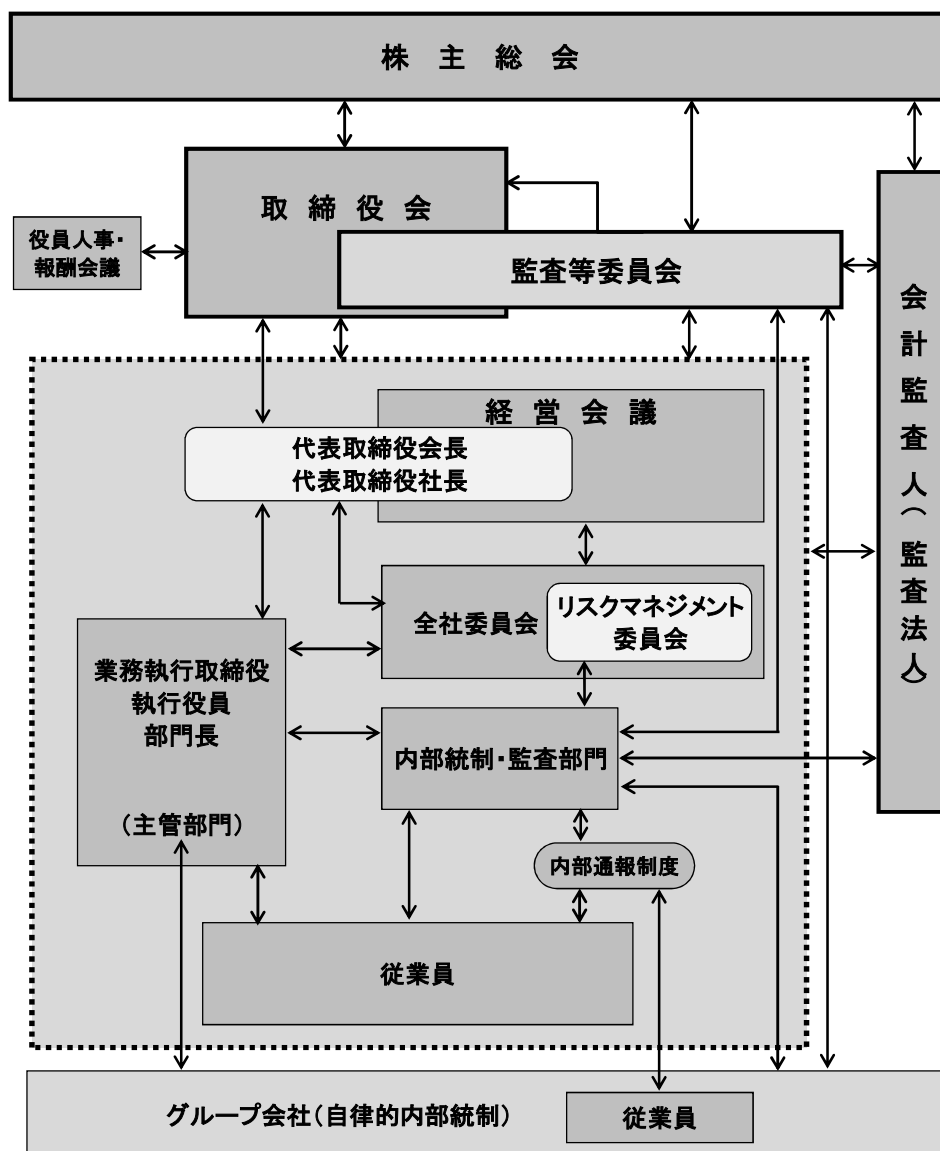 株主総会
取締役会
役員人事・
報酬会議
監査等委員会
会計監査人（監査法人）
経営会議
代表取締役会長
代表取締役社長
全社委員会
リスクマネジメント
委員会
業務執行取締役
執行役員
部門長
（主管部門）
内部統制・監査部門
内部通報制度
従業員
グループ会社（自律的内部統制）
従業員